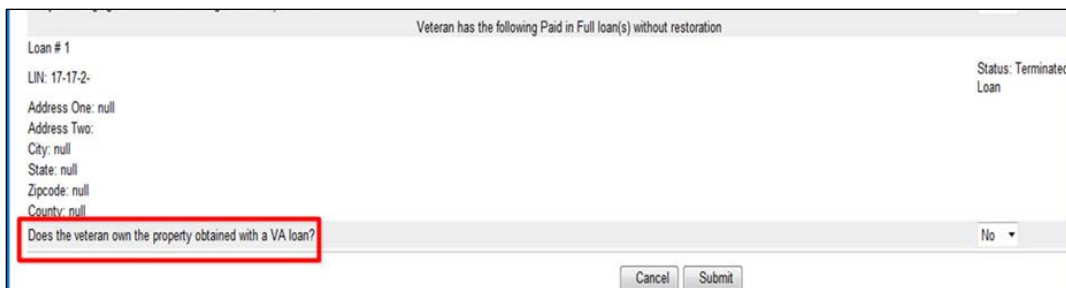 Veteran has the following Paid in Full loan(s) without restoration
Loan # 1
LIN: 17-17-2-
Status: Terminated
Loan
Address One: null
Address Two:
City: null
State: null
Zipcode: null
County: null
Does the veteran own the property obtained with a VA loan?
No
Cancel Submit